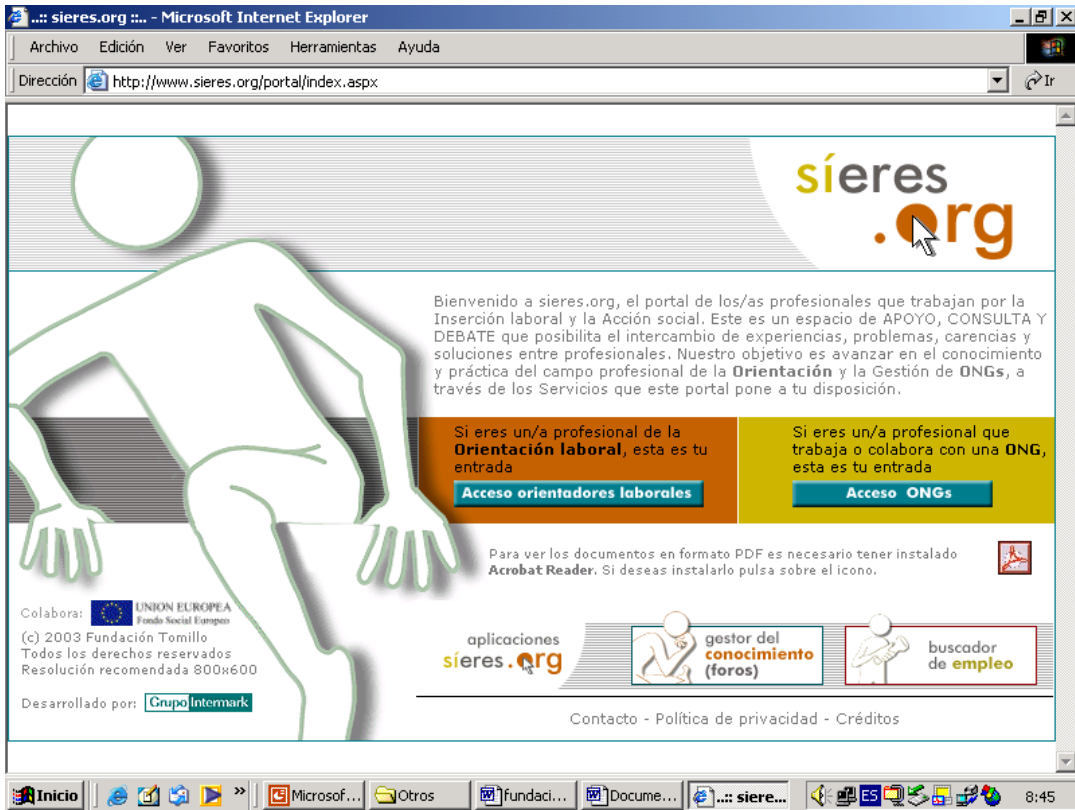 ..:: sieres.org ::.. - Microsoft Internet Explorer
Archivo Edición Ver Favoritos Herramientas Ayuda
Dirección http://www.sieres.org/portal/index.aspx Ir
síeres
.org
Bienvenido a sieres.org, el portal de los/as profesionales que trabajan por la
Inserción laboral y la Acción social. Este es un espacio de APOYO, CONSULTA Y
DEBATE que posibilita el intercambio de experiencias, problemas, carencias y
soluciones entre profesionales. Nuestro objetivo es avanzar en el conocimiento
y práctica del campo profesional de la Orientación y la Gestión de ONGs, a
través de los Servicios que este portal pone a tu disposición.
Si eres un/a profesional de la
Orientación laboral, esta es tu
entrada
Acceso orientadores laborales
Si eres un/a profesional que
trabaja o colabora con una ONG,
esta es tu entrada
Acceso ONGs
Para ver los documentos en formato PDF es necesario tener instalado
Acrobat Reader. Si deseas instalarlo pulsa sobre el icono.
Colabora: UNION EUROPEA
Fondo Social Europeo
(c) 2003 Fundación Tomillo
Todos los derechos reservados
Resolución recomendada 800x600
Desarrollado por: Grupo Intermark
aplicaciones
síeres.org
gestor del
conocimiento
(foros)
buscador
de empleo
Contacto - Política de privacidad - Créditos
Inicio » Microsof... Otros fundaci... Docume... ..:: siere... ES 8:45